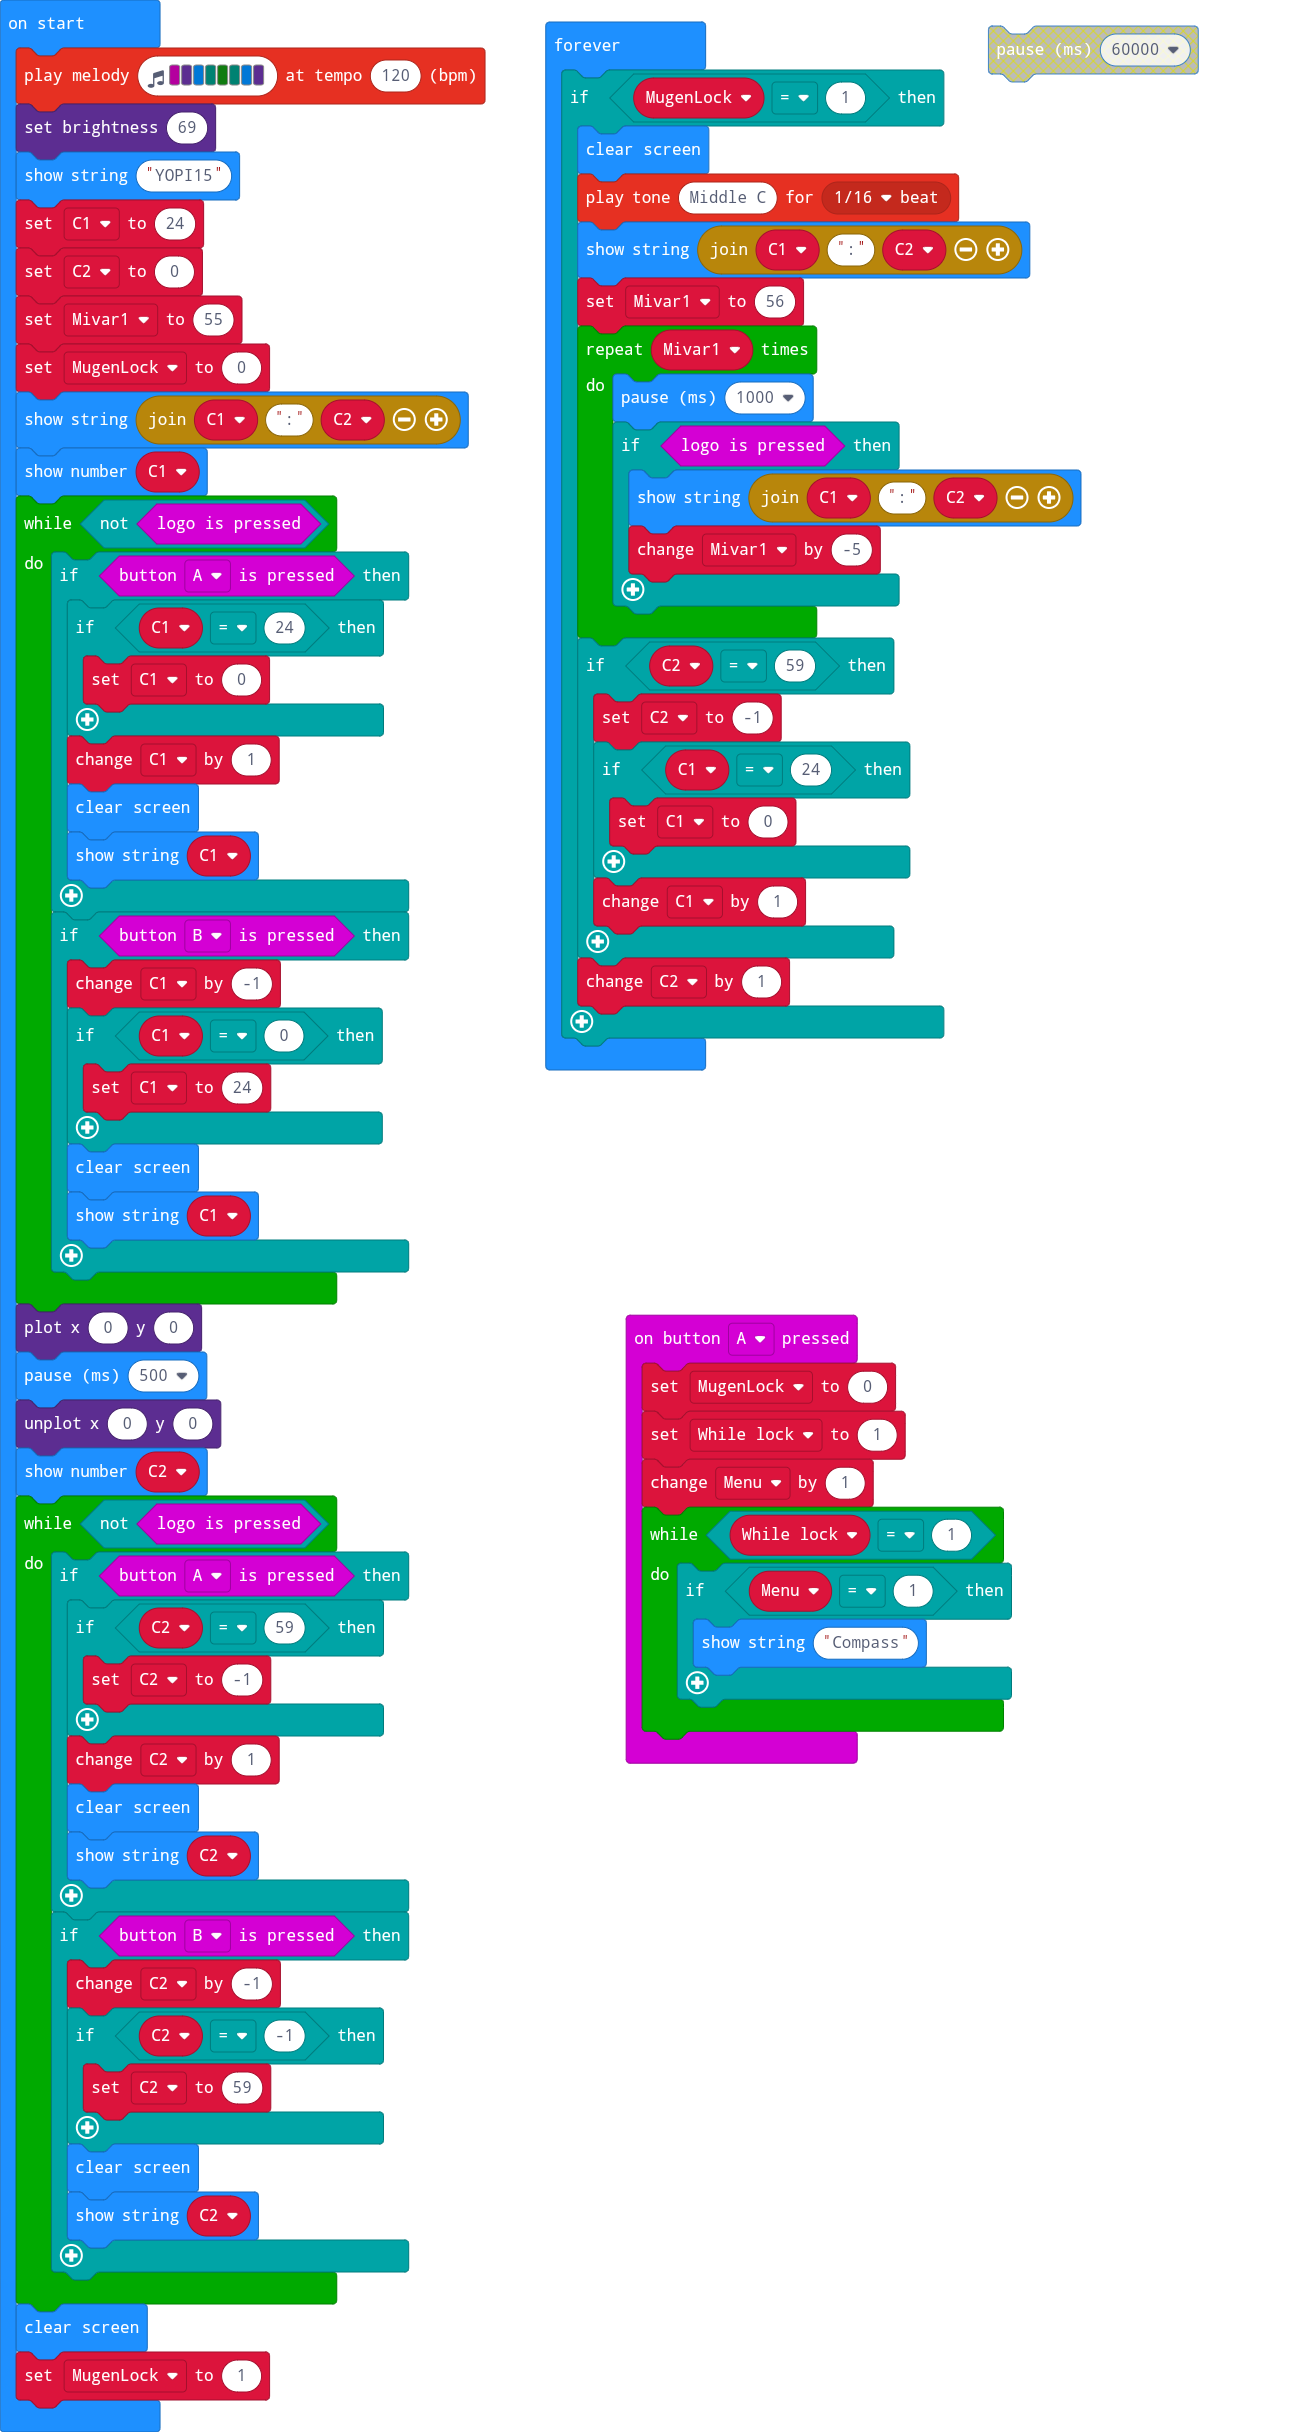 on start
play melody at tempo 120 (bpm)
set brightness 69
show string "YOPI15"
set C1 to 24
set C2 to 0
set Mivar1 to 55
set MugenLock to 0
show string join C1 ":" C2
show number C1
while not logo is pressed
do if button A is pressed then
if C1 = 24 then
set C1 to 0
change C1 by 1
clear screen
show string C1
if button B is pressed then
change C1 by -1
if C1 = 0 then
set C1 to 24
clear screen
show string C1
plot x 0 y 0
pause (ms) 500
unplot x 0 y 0
show number C2
while not logo is pressed
do if button A is pressed then
if C2 = 59 then
set C2 to -1
change C2 by 1
clear screen
show string C2
if button B is pressed then
change C2 by -1
if C2 = -1 then
set C2 to 59
clear screen
show string C2
clear screen
set MugenLock to 1
forever
if MugenLock = 1 then
clear screen
play tone Middle C for 1/16 beat
show string join C1 ":" C2
set Mivar1 to 56
repeat Mivar1 times
do pause (ms) 1000
if logo is pressed then
show string join C1 ":" C2
change Mivar1 by -5
if C2 = 59 then
set C2 to -1
if C1 = 24 then
set C1 to 0
change C1 by 1
change C2 by 1
pause (ms) 60000
on button A pressed
set MugenLock to 0
set While lock to 1
change Menu by 1
while While lock = 1
do if Menu = 1 then
show string "Compass"